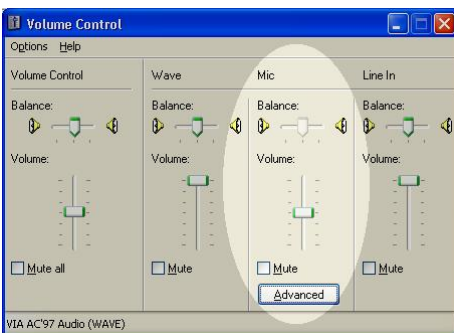 Volume Control
Options Help
Volume Control Wave Mic Line In
Balance: Balance: Balance: Balance:
Volume: Volume: Volume: Volume:
Mute all Mute Mute Mute
Advanced
VIA AC'97 Audio (WAVE)